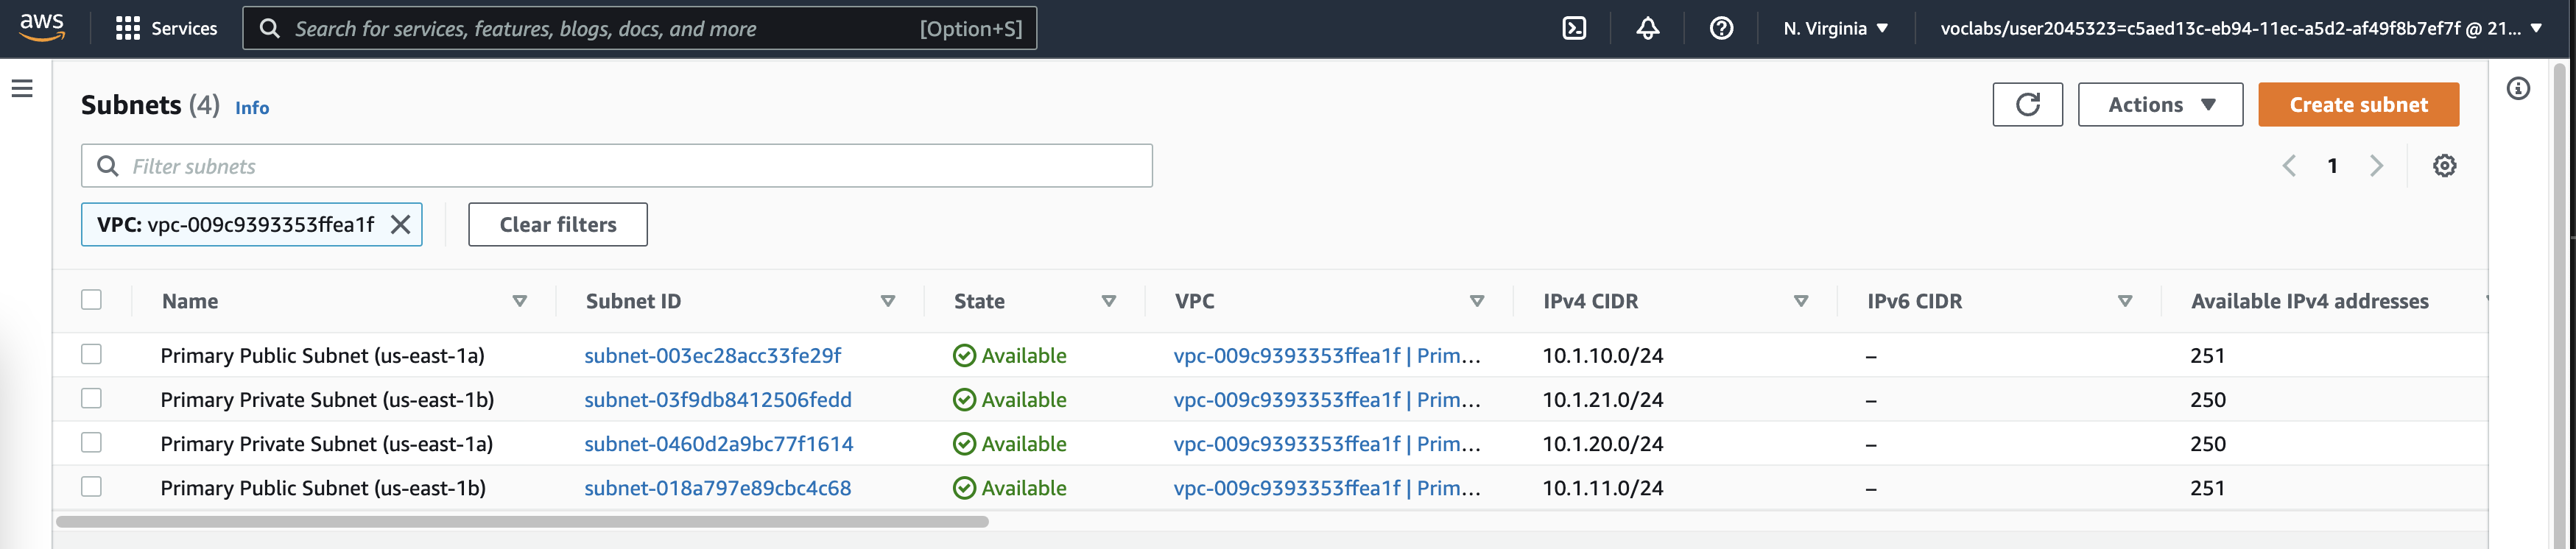 aws Services Search for services, features, blogs, docs, and more [Option+S] N. Virginia voclabs/user2045323=c5aed13c-eb94-11ec-a5d2-af49f8b7ef7f @ 21...
Subnets (4) Info Actions Create subnet
Filter subnets 1
VPC: vpc-009c9393353ffea1f Clear filters
Name Subnet ID State VPC IPv4 CIDR IPv6 CIDR Available IPv4 addresses
Primary Public Subnet (us-east-1a) subnet-003ec28acc33fe29f Available vpc-009c9393353ffea1f | Prim... 10.1.10.0/24 – 251
Primary Private Subnet (us-east-1b) subnet-03f9db8412506fedd Available vpc-009c9393353ffea1f | Prim... 10.1.21.0/24 – 250
Primary Private Subnet (us-east-1a) subnet-0460d2a9bc77f1614 Available vpc-009c9393353ffea1f | Prim... 10.1.20.0/24 – 250
Primary Public Subnet (us-east-1b) subnet-018a797e89cbc4c68 Available vpc-009c9393353ffea1f | Prim... 10.1.11.0/24 – 251